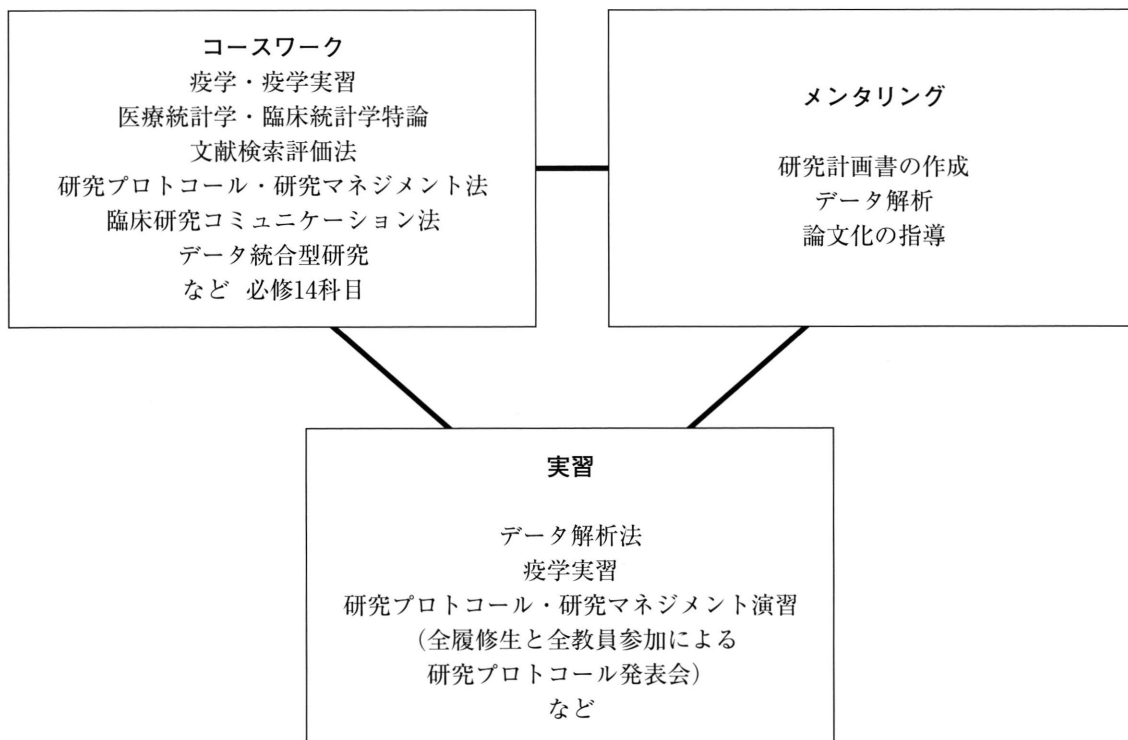 コースワーク
疫学・疫学実習
医療統計学・臨床統計学特論
文献検索評価法
研究プロトコール・研究マネジメント法
臨床研究コミュニケーション法
データ統合型研究
など 必修14科目
メンタリング
研究計画書の作成
データ解析
論文化の指導
実習
データ解析法
疫学実習
研究プロトコール・研究マネジメント演習
（全履修生と全教員参加による
研究プロトコール発表会）
など